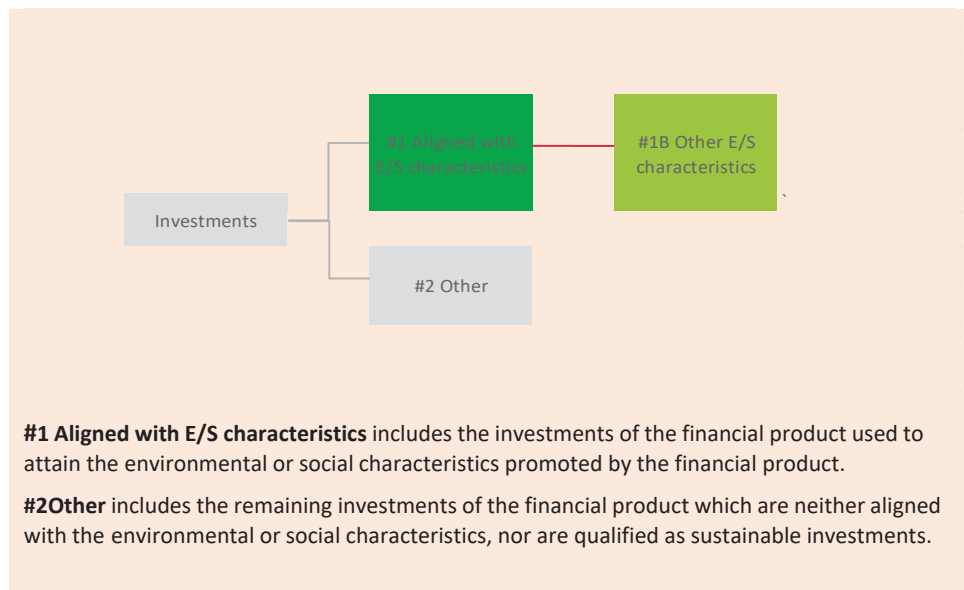 #1 Aligned with
E/S characteristics
#1B Other E/S
characteristics
`
Investments
#2 Other
#1 Aligned with E/S characteristics includes the investments of the financial product used to
attain the environmental or social characteristics promoted by the financial product.
#2Other includes the remaining investments of the financial product which are neither aligned
with the environmental or social characteristics, nor are qualified as sustainable investments.